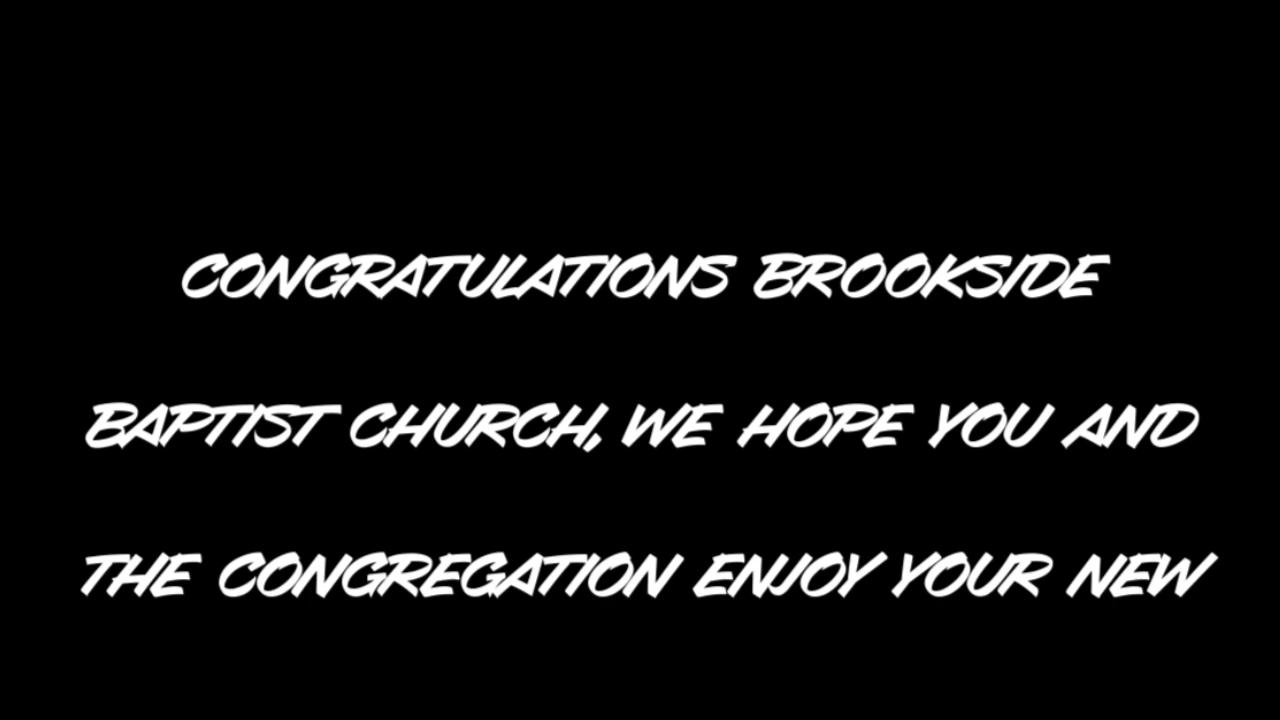 CONGRATULATIONS BROOKSIDE
BAPTIST CHURCH, WE HOPE YOU AND
THE CONGREGATION ENJOY YOUR NEW